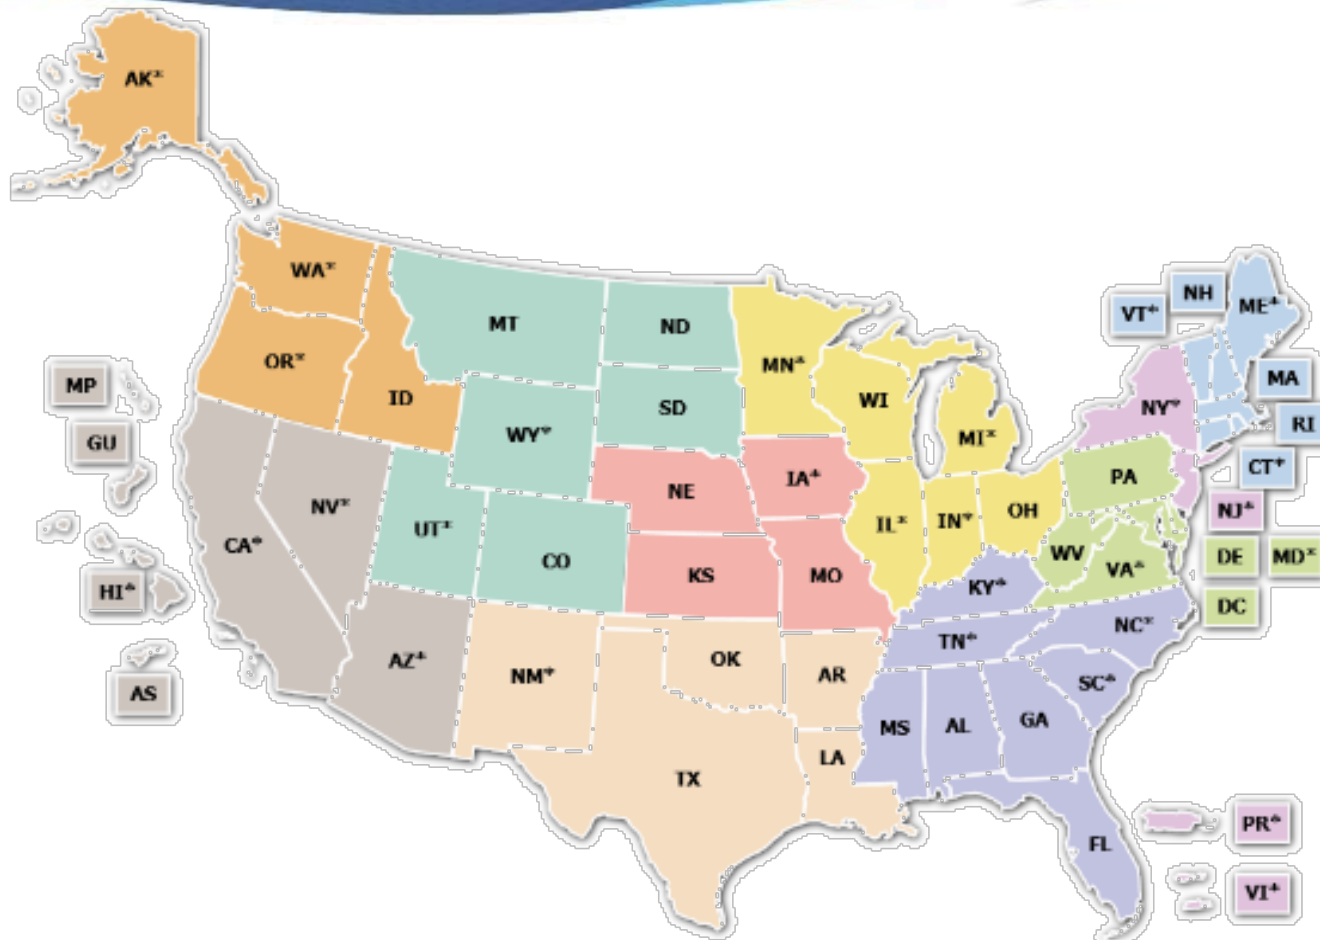 AK*
WA*
MT
ND
OR*
ID
WY*
SD
MN*
WI
MI*
VT*
NH
ME*
MA
RI
CT*
NY*
NJ*
PA
MP
GU
NV*
CA*
UT*
CO
NE
IA*
KS
MO
IL*
IN*
OH
WV
VA*
DE
MD*
DC
KY*
TN*
NC*
SC*
HI*
AS
AZ*
NM*
OK
AR
TX
LA
MS
AL
GA
FL
PR*
VI*